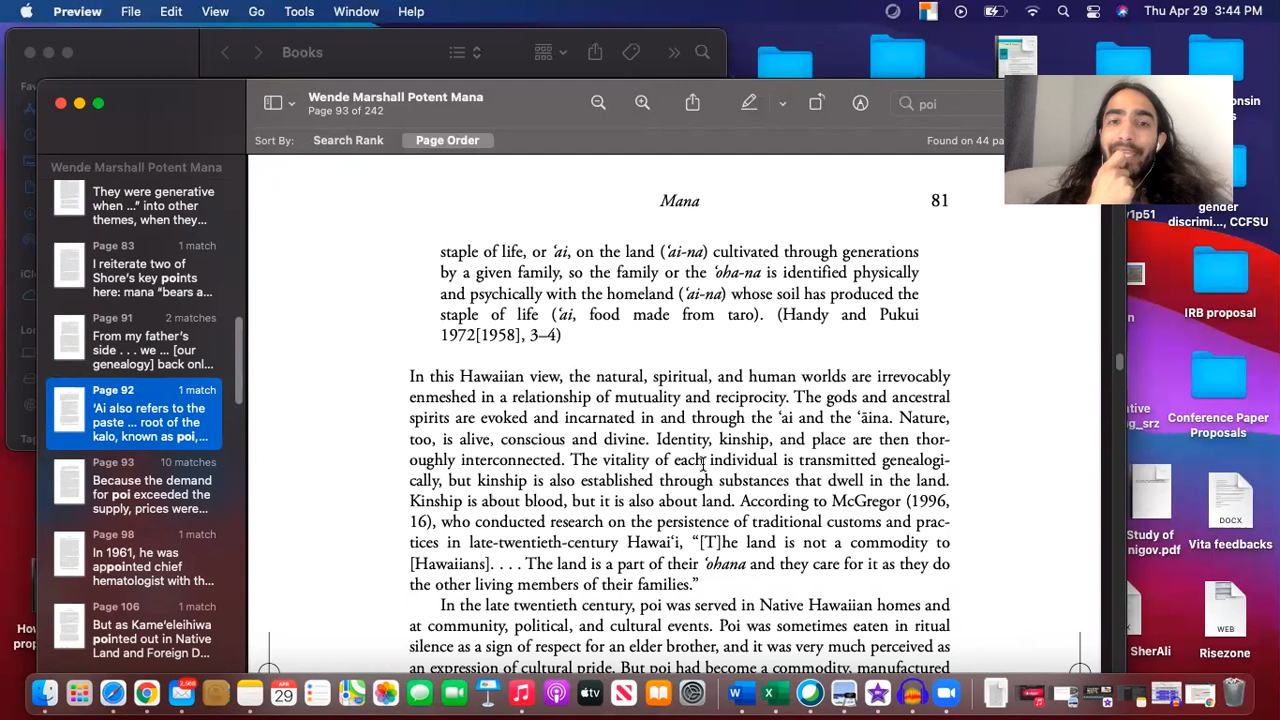 Preview File Edit View Go Tools Window Help Thu Apr 29 3:44 PM
Books
Wende Marshall Potent Mana
Page 93 of 242
poi
Sort By: Search Rank Page Order Found on 44 pa
Wende Marshall Potent Mana
They were generative
when ...” into other
themes, when they...
Page 83 1 match
I reiterate two of
Shore's key points
here: mana “bears a...
Page 91 2 matches
From my father's
side . . . we ... [our
genealogy] back onl...
Page 92 1 match
‘Ai also refers to the
paste ... root of the
kalo, known as poi,...
Page 93 10 matches
Because the demand
for poi exceeded the
supply, prices were...
Page 98 1 match
In 1961, he was
appointed chief
hematologist with th...
Page 106 1 match
But as Kame‘eleihiwa
pointed out in Native
Land and Foreign D...
Mana 81
staple of life, or ‘ai, on the land (‘ai-na) cultivated through generations
by a given family, so the family or the ‘oha-na is identified physically
and psychically with the homeland (‘ai-na) whose soil has produced the
staple of life (‘ai, food made from taro). (Handy and Pukui
1972[1958], 3–4)
In this Hawaiian view, the natural, spiritual, and human worlds are irrevocably
enmeshed in a relationship of mutuality and reciprocity. The gods and ancestral
spirits are evoked and incarnated in and through the ‘ai and the ‘āina. Nature,
too, is alive, conscious and divine. Identity, kinship, and place are then thor-
oughly interconnected. The vitality of each individual is transmitted genealogi-
cally, but kinship is also established through substances that dwell in the land.
Kinship is about blood, but it is also about land. According to McGregor (1996,
16), who conducted research on the persistence of traditional customs and prac-
tices in late-twentieth-century Hawai‘i, “[T]he land is not a commodity to
[Hawaiians]. . . . The land is a part of their ‘ohana and they care for it as they do
the other living members of their families.”
In the late twentieth century, poi was served in Native Hawaiian homes and
at community, political, and cultural events. Poi was sometimes eaten in ritual
silence as a sign of respect for an elder brother, and it was very much perceived as
an expression of cultural pride. But poi had become a commodity, manufactured
gender
discrimi..., CCFSU
IRB proposal
Conference Paper
Proposals
DOCX
Study of
Vita feedbacks
WEB
SherAli
Risezone
2,568
APR
29